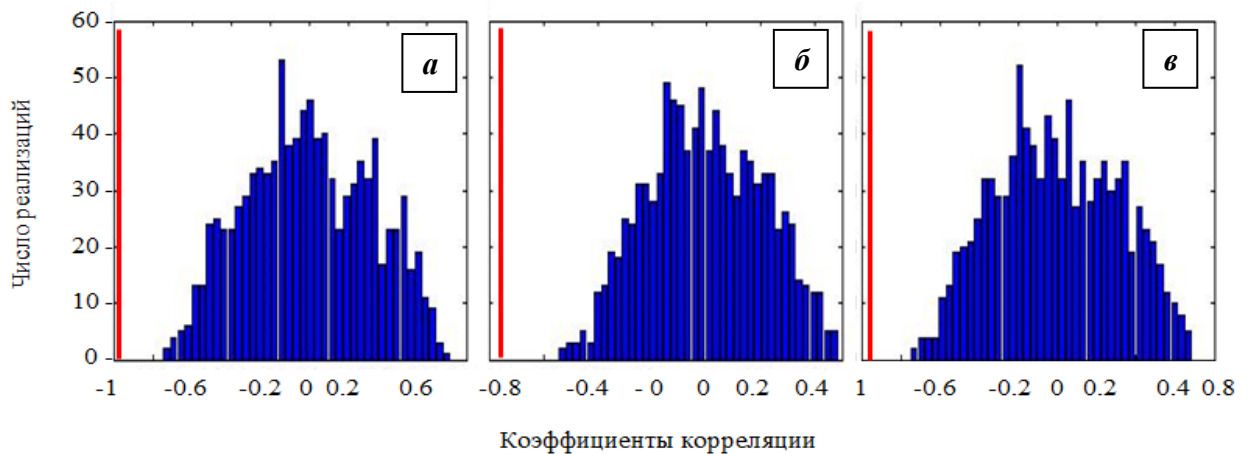 60
50
40
30
20
10
0
Число реализаций
а
б
в
-1 -0.6 -0.2 0 0.2 0.6
-0.8 -0.4 - 0 0 0.2 0.4
1 -0.6 -0.2 0 0.2 0.4 0.8
Коэффициенты корреляции